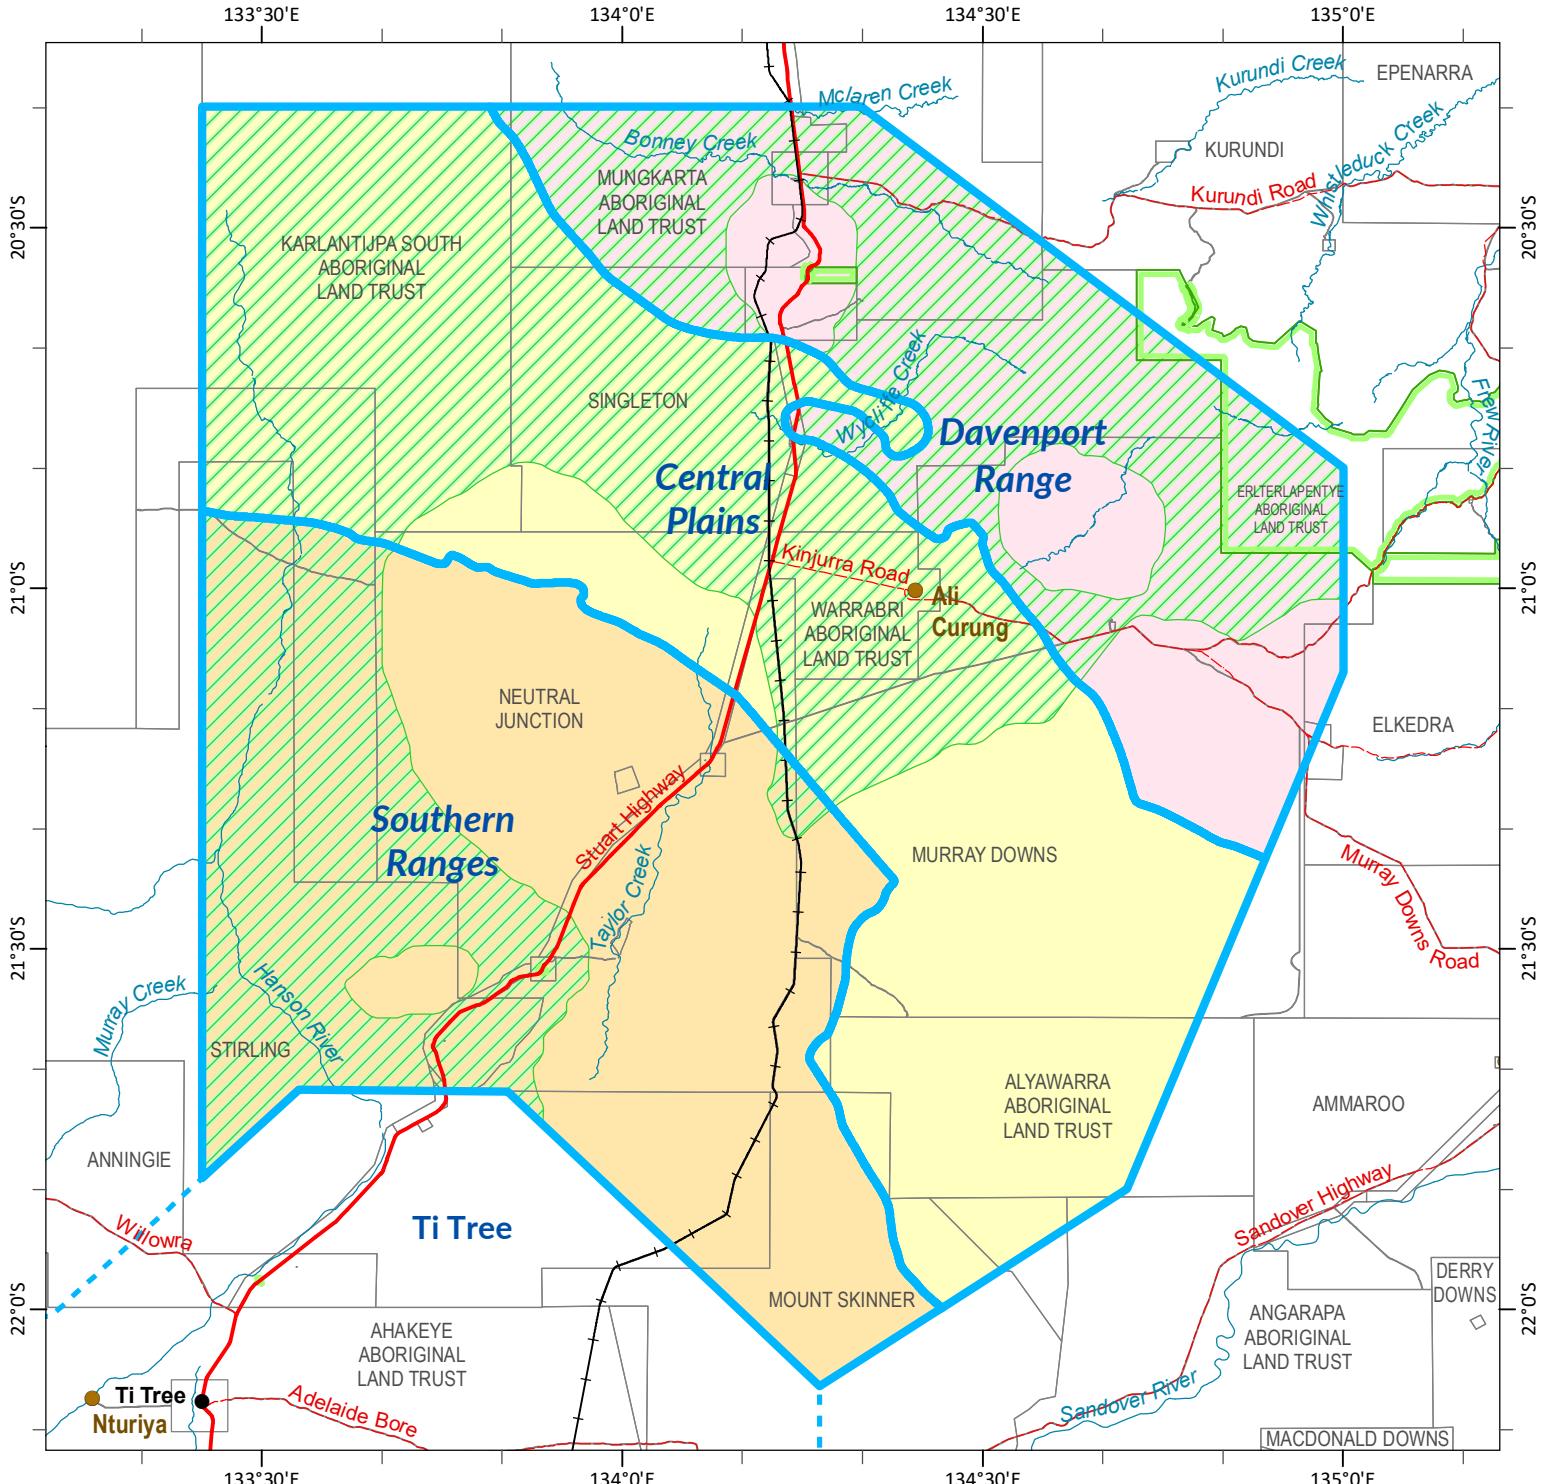 133°30'E
134°0'E
134°30'E
135°0'E
Mclaren Creek
Kurundi Creek
EPENARRA
Bonney Creek
KURUNDI
Whistleduck Creek
MUNGKARTA
ABORIGINAL
LAND TRUST
Kurundi Road
20°30'S
20°30'S
KARLANTIJPA SOUTH
ABORIGINAL
LAND TRUST
SINGLETON
Wycliffe Creek
Frew River
Davenport
Range
Central
Plains
ERLTERLAPENTYE
ABORIGINAL
LAND TRUST
Kinjurra Road
21°0'S
21°0'S
Ali
Curung
WARRABRI
ABORIGINAL
LAND TRUST
NEUTRAL
JUNCTION
ELKEDRA
Stuart Highway
Southern
Ranges
MURRAY DOWNS
Murray Downs Road
Taylor Creek
21°30'S
21°30'S
Murray Creek
Hanson River
STIRLING
ALYAWARRA
ABORIGINAL
LAND TRUST
AMMAROO
ANNINGIE
Sandover Highway
Willowra
Ti Tree
DERRY
DOWNS
22°0'S
22°0'S
MOUNT SKINNER
ANGARAPA
ABORIGINAL
LAND TRUST
AHAKEYE
ABORIGINAL
LAND TRUST
Ti Tree
Nturiya
Adelaide Bore
Sandover River
MACDONALD DOWNS
133°30'E
134°0'E
134°30'E
135°0'E